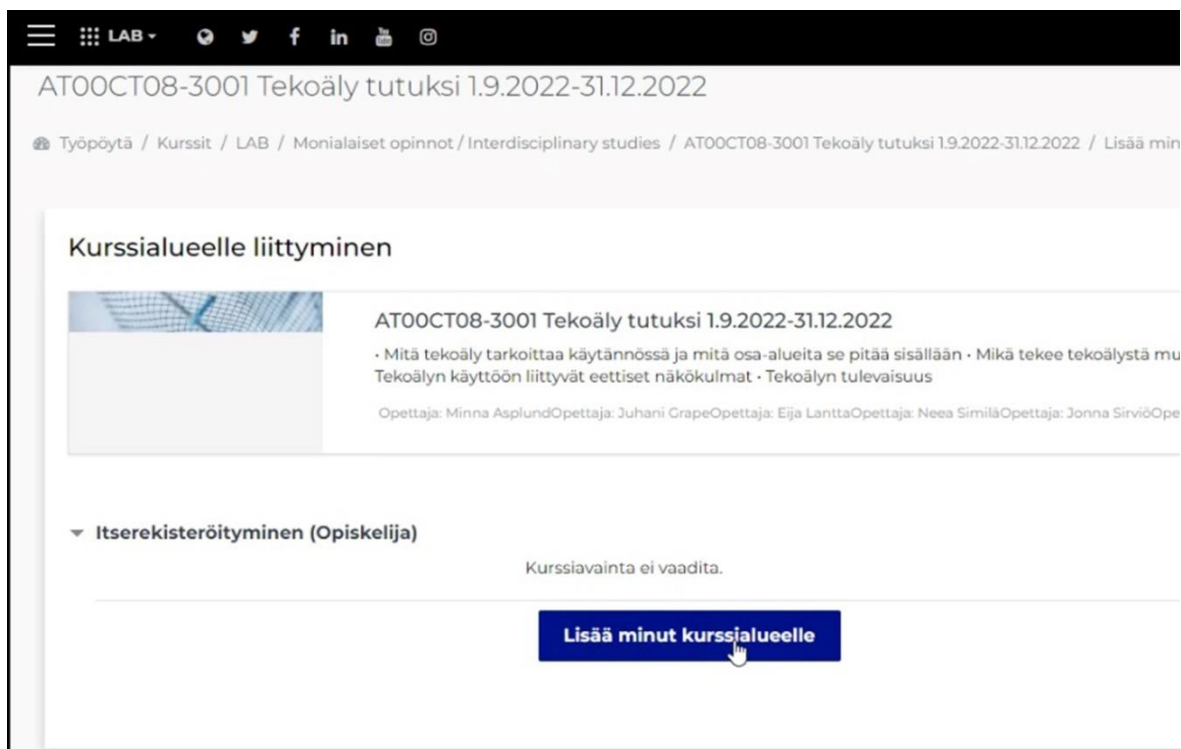 LAB
AT00CT08-3001 Tekoäly tutuksi 1.9.2022-31.12.2022
Työpöytä / Kurssit / LAB / Monialaiset opinnot / Interdisciplinary studies / AT00CT08-3001 Tekoäly tutuksi 1.9.2022-31.12.2022 / Lisää min
Kurssialueelle liittyminen
AT00CT08-3001 Tekoäly tutuksi 1.9.2022-31.12.2022
• Mitä tekoäly tarkoittaa käytännössä ja mitä osa-alueita se pitää sisällään • Mikä tekee tekoälystä mu
Tekoälyn käyttöön liittyvät eettiset näkökulmat • Tekoälyn tulevaisuus
Opettaja: Minna AsplundOpettaja: Juhani GrapeOpettaja: Eija LanttaOpettaja: Neea SimiläOpettaja: Jonna SirviöOpe
Itserekisteröityminen (Opiskelija)
Kurssiavainta ei vaadita.
Lisää minut kurssialueelle